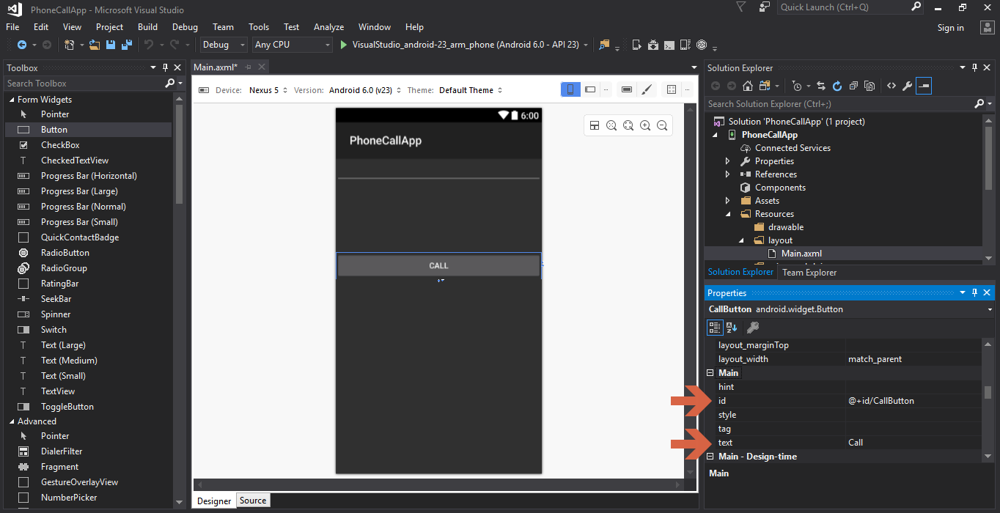 PhoneCallApp - Microsoft Visual Studio
Quick Launch (Ctrl+Q)
File Edit View Project Build Debug Team Tools Test Analyze Window Help
Sign in
Debug Any CPU VisualStudio_android-23_arm_phone (Android 6.0 - API 23)
Toolbox
Search Toolbox
Form Widgets
Pointer
Button
CheckBox
CheckedTextView
Progress Bar (Horizontal)
Progress Bar (Large)
Progress Bar (Normal)
Progress Bar (Small)
QuickContactBadge
RadioButton
RadioGroup
RatingBar
SeekBar
Spinner
Switch
Text (Large)
Text (Medium)
Text (Small)
TextView
ToggleButton
Advanced
Pointer
DialerFilter
Fragment
GestureOverlayView
NumberPicker
Main.axml*
Device: Nexus 5 Version: Android 6.0 (v23) Theme: Default Theme
6:00
PhoneCallApp
CALL
Designer Source
Solution Explorer
Search Solution Explorer (Ctrl+;)
Solution 'PhoneCallApp' (1 project)
PhoneCallApp
Connected Services
Properties
References
Components
Assets
Resources
drawable
layout
Main.axml
Solution Explorer Team Explorer
Properties
CallButton android.widget.Button
layout_marginTop
layout_width match_parent
Main
hint
id @+id/CallButton
style
tag
text Call
Main - Design-time
Main